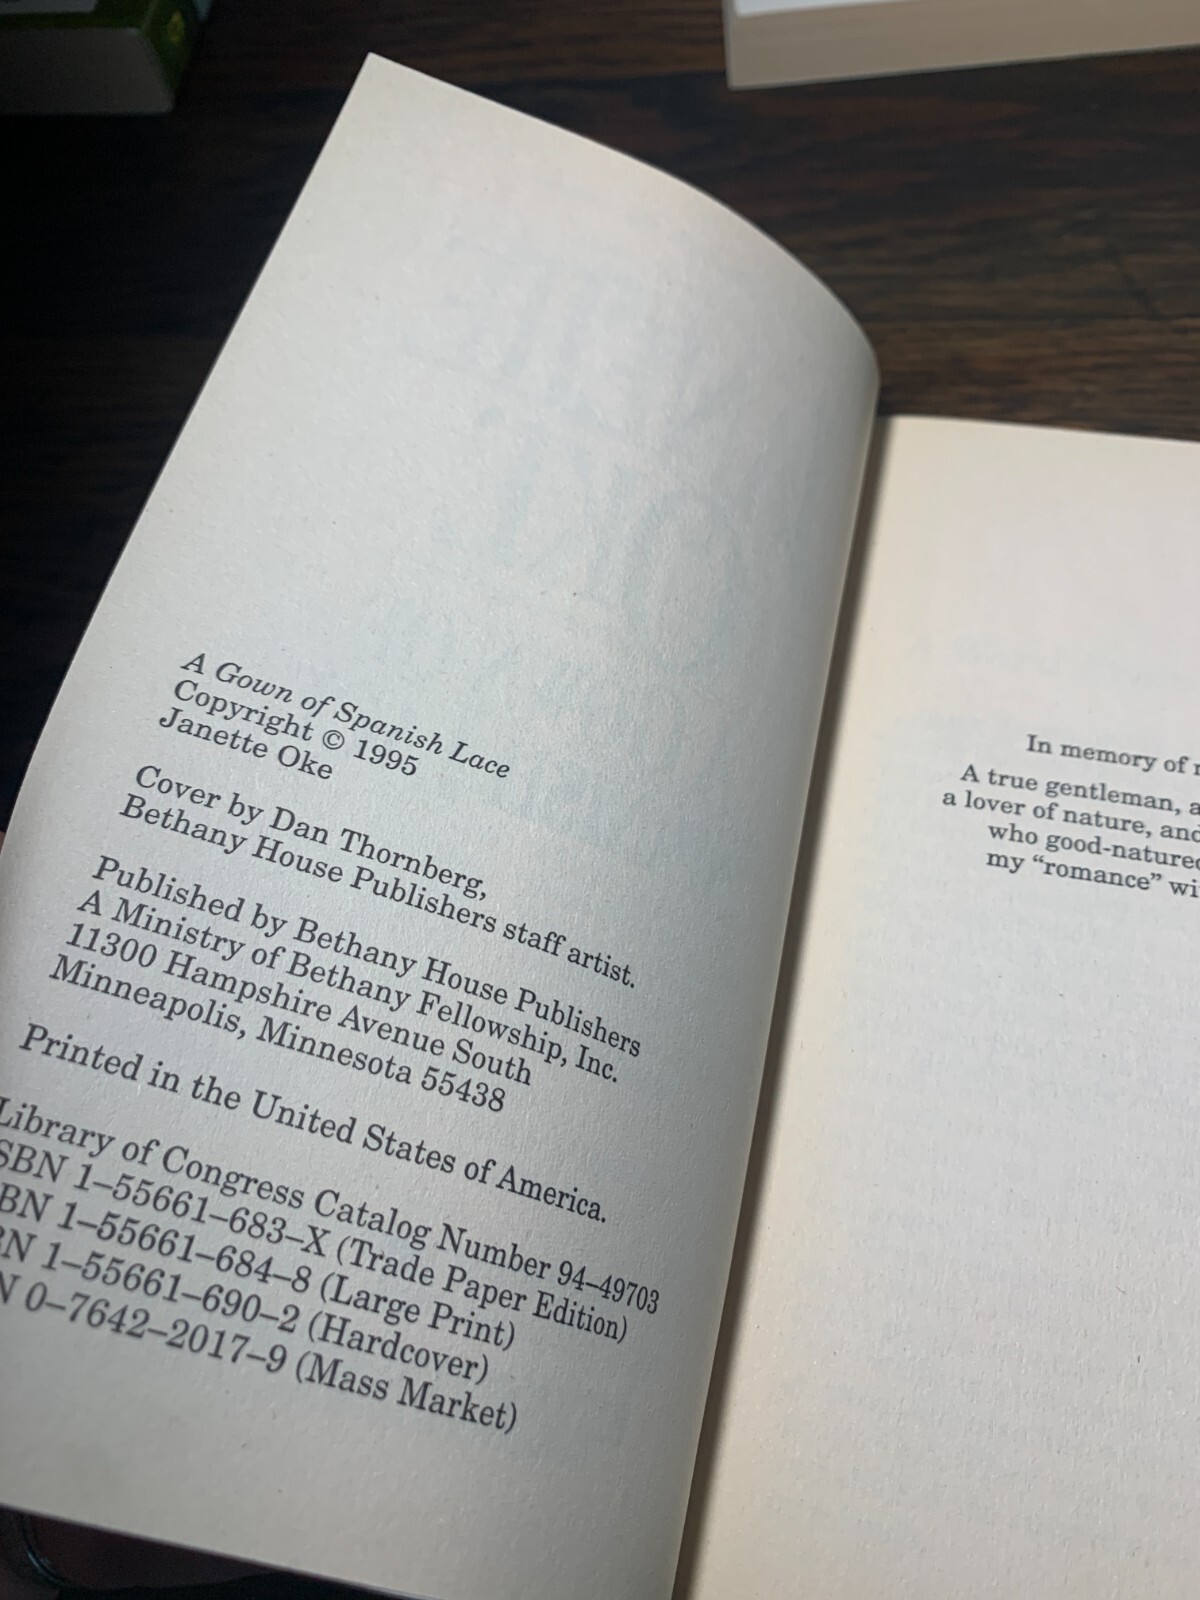 A Gown of Spanish Lace
Copyright © 1995
Janette Oke
Cover by Dan Thornberg,
Bethany House Publishers staff artist.
Published by Bethany House Publishers
A Ministry of Bethany Fellowship, Inc.
11300 Hampshire Avenue South
Minneapolis, Minnesota 55438
Printed in the United States of America.
Library of Congress Catalog Number 94–49703
SBN 1–55661–683–X (Trade Paper Edition)
BN 1–55661–684–8 (Large Print)
N 1–55661–690–2 (Hardcover)
N 0–7642–2017–9 (Mass Market)
In memory of
A true gentleman, a
a lover of nature, and
who good-natured
my “romance” wi